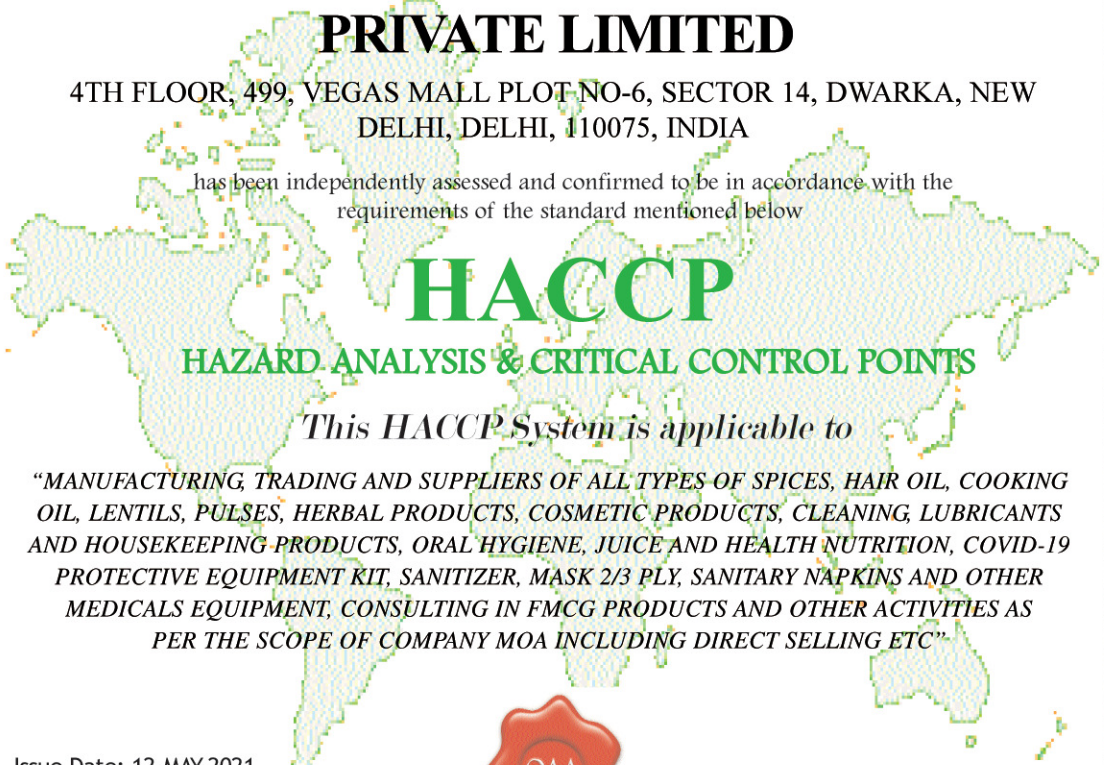 PRIVATE LIMITED
4TH FLOOR, 499, VEGAS MALL PLOT NO-6, SECTOR 14, DWARKA, NEW
DELHI, DELHI, 110075, INDIA
has been independently assessed and confirmed to be in accordance with the
requirements of the standard mentioned below
HACCP
HAZARD ANALYSIS & CRITICAL CONTROL POINTS
This HACCP System is applicable to
“MANUFACTURING, TRADING AND SUPPLIERS OF ALL TYPES OF SPICES, HAIR OIL, COOKING
OIL, LENTILS, PULSES, HERBAL PRODUCTS, COSMETIC PRODUCTS, CLEANING, LUBRICANTS
AND HOUSEKEEPING PRODUCTS, ORAL HYGIENE, JUICE AND HEALTH NUTRITION, COVID-19
PROTECTIVE EQUIPMENT KIT, SANITIZER, MASK 2/3 PLY, SANITARY NAPKINS AND OTHER
MEDICALS EQUIPMENT, CONSULTING IN FMCG PRODUCTS AND OTHER ACTIVITIES AS
PER THE SCOPE OF COMPANY MOA INCLUDING DIRECT SELLING ETC”
Issue Date: 12-MAY-2021